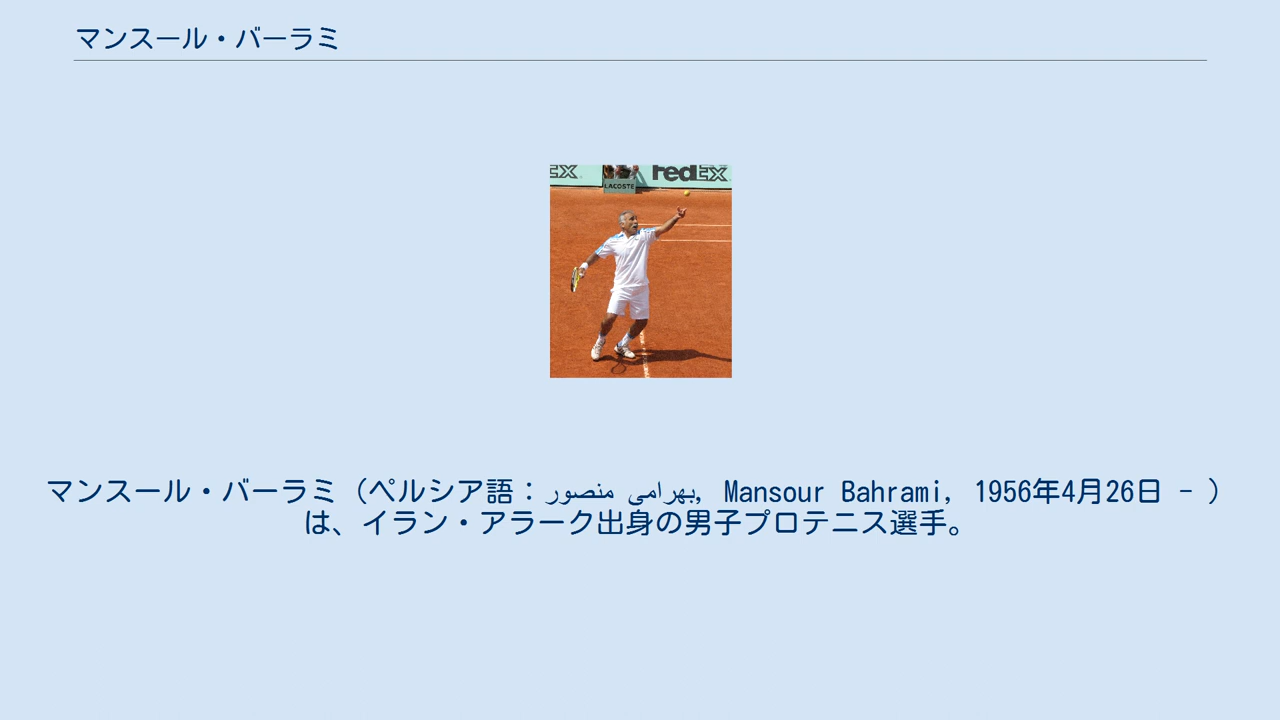 マンスール・バーラミ
EX
LACOSTE
FedEX
マンスール・バーラミ（ペルシア語：منصور بهرامی, Mansour Bahrami, 1956年4月26日 - ）
は、イラン・アラーク出身の男子プロテニス選手。